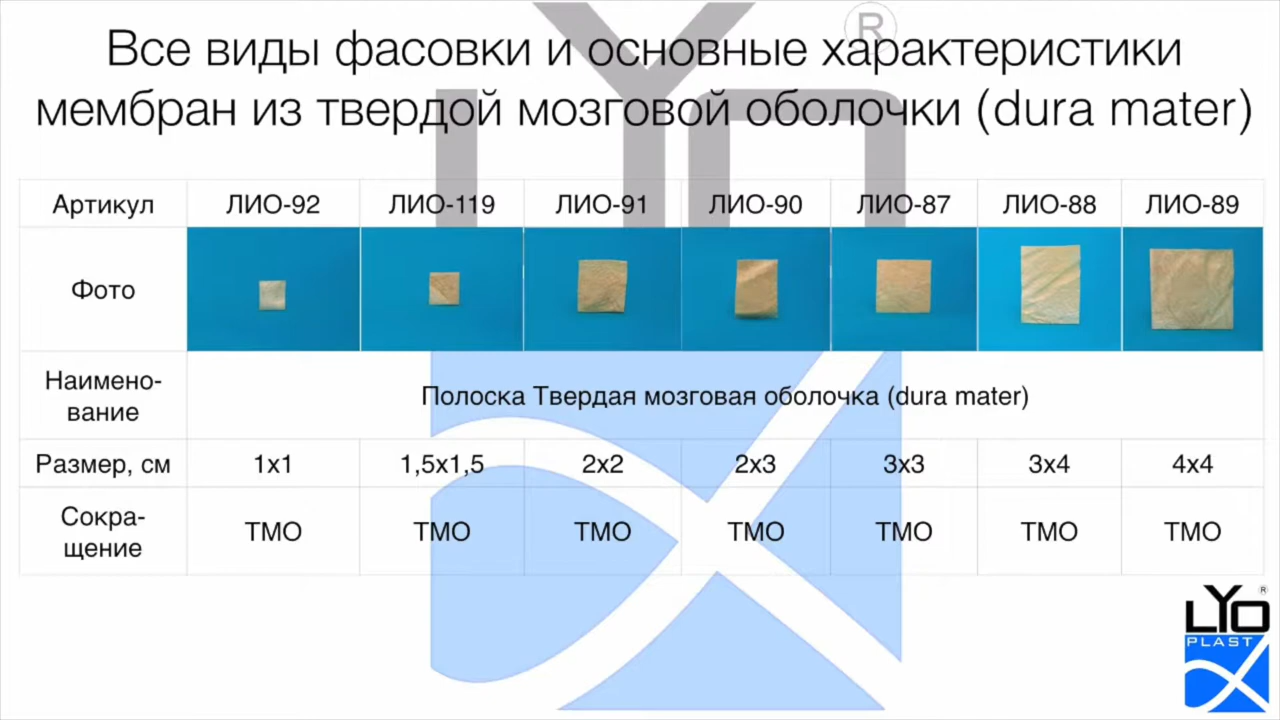 Все виды фасовки и основные характеристики
мембран из твердой мозговой оболочки (dura mater)
Артикул ЛИО-92 ЛИО-119 ЛИО-91 ЛИО-90 ЛИО-87 ЛИО-88 ЛИО-89
Фото
Наимено-
вание
Полоска Твердая мозговая оболочка (dura mater)
Размер, см 1x1 1,5x1,5 2x2 2x3 3x3 3x4 4x4
Сокра-
щение
ТМО ТМО ТМО ТМО ТМО ТМО ТМО
LYO ®
PLAST